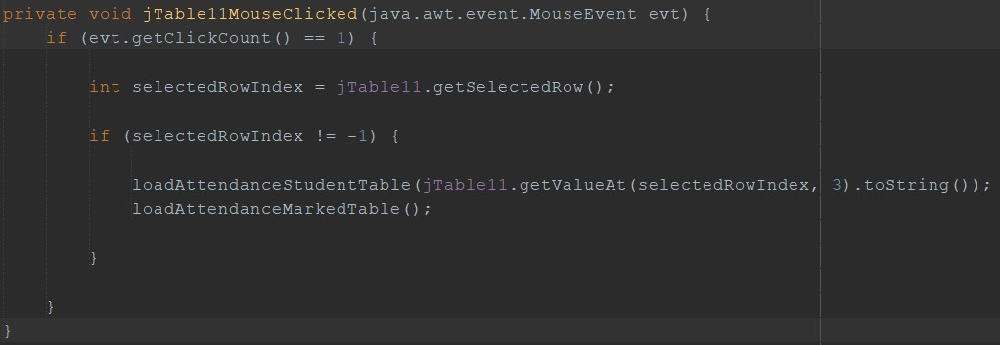 private void jTable11MouseClicked(java.awt.event.MouseEvent evt) {
if (evt.getClickCount() == 1) {
int selectedRowIndex = jTable11.getSelectedRow();
if (selectedRowIndex != -1) {
loadAttendanceStudentTable(jTable11.getValueAt(selectedRowIndex, 3).toString());
loadAttendanceMarkedTable();
}
}
}